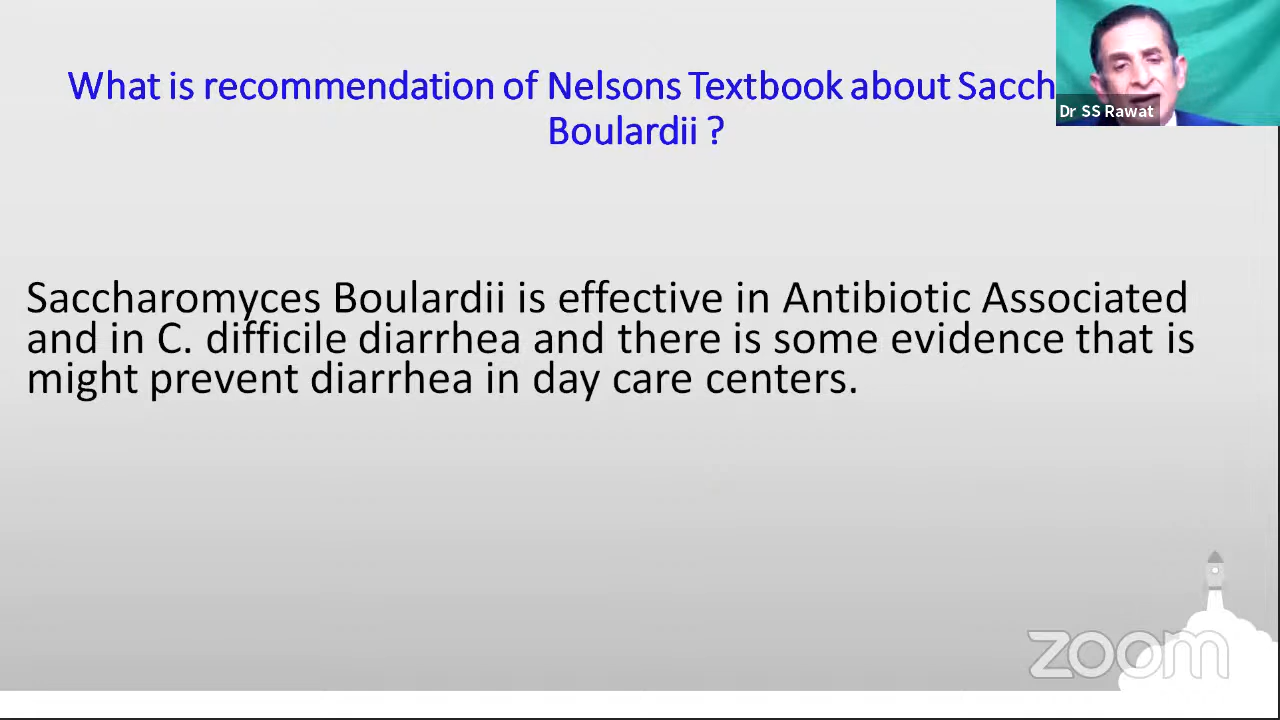 What is recommendation of Nelsons Textbook about Sacch
Boulardii ?
Dr SS Rawat
Saccharomyces Boulardii is effective in Antibiotic Associated
and in C. difficile diarrhea and there is some evidence that is
might prevent diarrhea in day care centers.
zoom